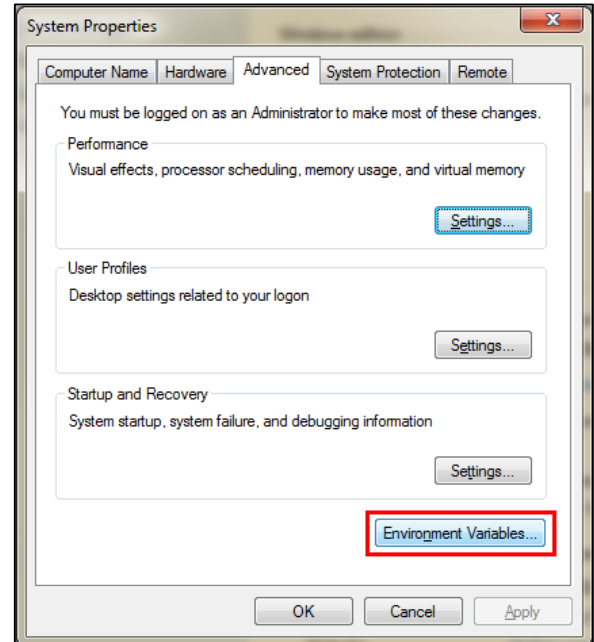 System Properties
Computer Name Hardware Advanced System Protection Remote
You must be logged on as an Administrator to make most of these changes.
Performance
Visual effects, processor scheduling, memory usage, and virtual memory
Settings...
User Profiles
Desktop settings related to your logon
Settings...
Startup and Recovery
System startup, system failure, and debugging information
Settings...
Environment Variables...
OK Cancel Apply